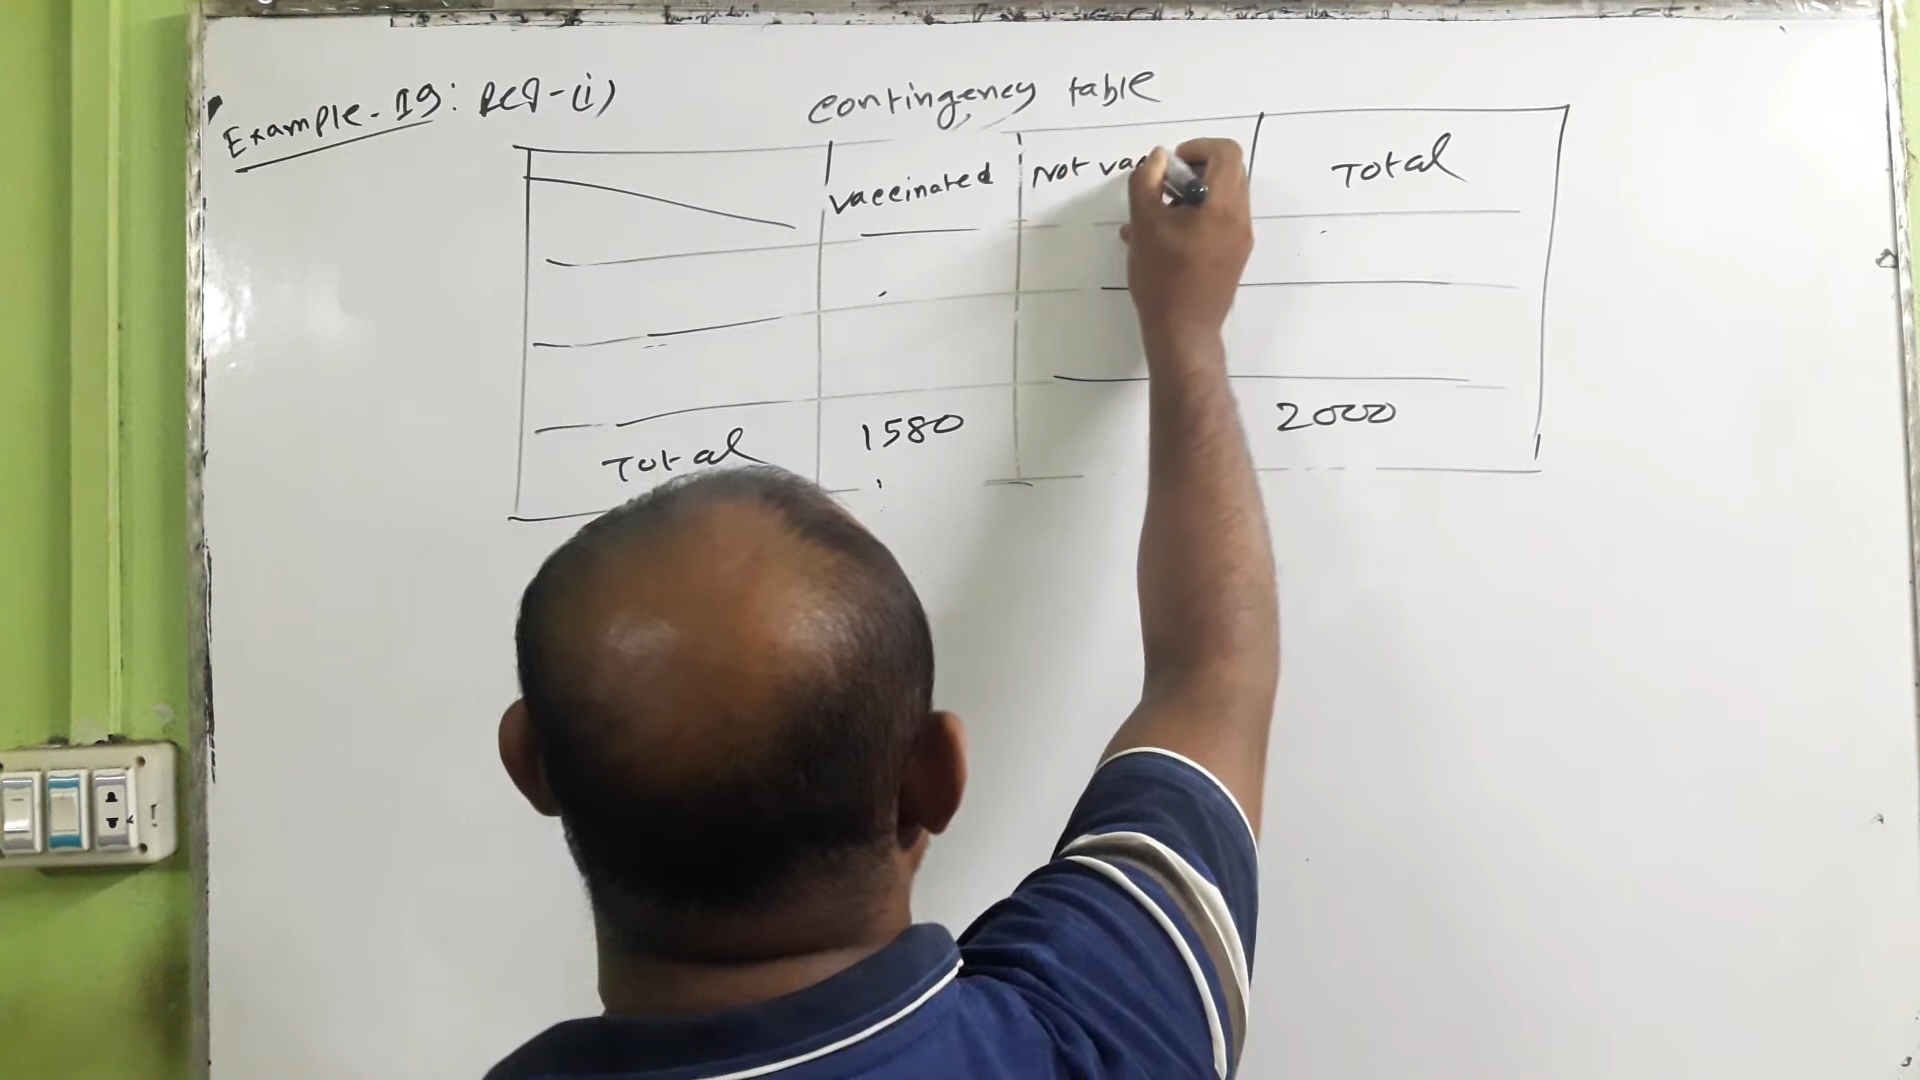 Example-19:
contingency table
vaccinated Not vac Total
Total 1580 2000